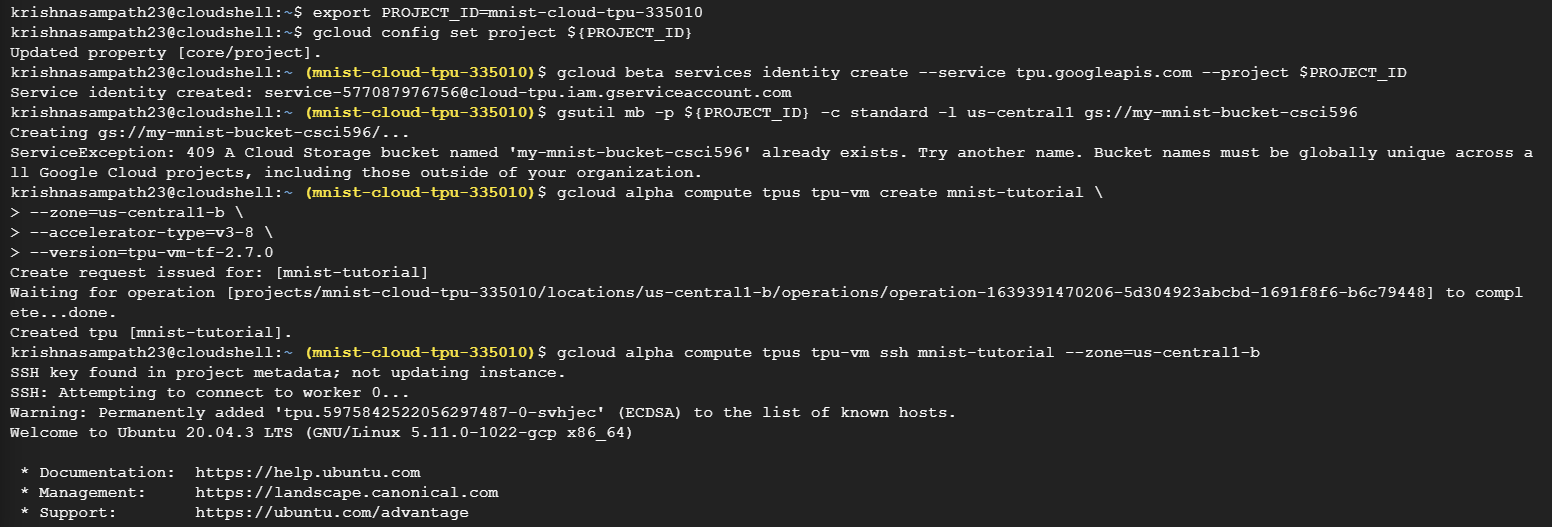 krishnasampath23@cloudshell:~$ export PROJECT_ID=mnist-cloud-tpu-335010
krishnasampath23@cloudshell:~$ gcloud config set project ${PROJECT_ID}
Updated property [core/project].
krishnasampath23@cloudshell:~ (mnist-cloud-tpu-335010)$ gcloud beta services identity create --service tpu.googleapis.com --project $PROJECT_ID
Service identity created: service-577087976756@cloud-tpu.iam.gserviceaccount.com
krishnasampath23@cloudshell:~ (mnist-cloud-tpu-335010)$ gsutil mb -p ${PROJECT_ID} -c standard -l us-central1 gs://my-mnist-bucket-csci596
Creating gs://my-mnist-bucket-csci596/...
ServiceException: 409 A Cloud Storage bucket named 'my-mnist-bucket-csci596' already exists. Try another name. Bucket names must be globally unique across a
ll Google Cloud projects, including those outside of your organization.
krishnasampath23@cloudshell:~ (mnist-cloud-tpu-335010)$ gcloud alpha compute tpus tpu-vm create mnist-tutorial \
> --zone=us-central1-b \
> --accelerator-type=v3-8 \
> --version=tpu-vm-tf-2.7.0
Create request issued for: [mnist-tutorial]
Waiting for operation [projects/mnist-cloud-tpu-335010/locations/us-central1-b/operations/operation-1639391470206-5d304923abcbd-1691f8f6-b6c79448] to compl
ete...done.
Created tpu [mnist-tutorial].
krishnasampath23@cloudshell:~ (mnist-cloud-tpu-335010)$ gcloud alpha compute tpus tpu-vm ssh mnist-tutorial --zone=us-central1-b
SSH key found in project metadata; not updating instance.
SSH: Attempting to connect to worker 0...
Warning: Permanently added 'tpu.5975842522056297487-0-svhjec' (ECDSA) to the list of known hosts.
Welcome to Ubuntu 20.04.3 LTS (GNU/Linux 5.11.0-1022-gcp x86_64)
* Documentation: https://help.ubuntu.com
* Management: https://landscape.canonical.com
* Support: https://ubuntu.com/advantage